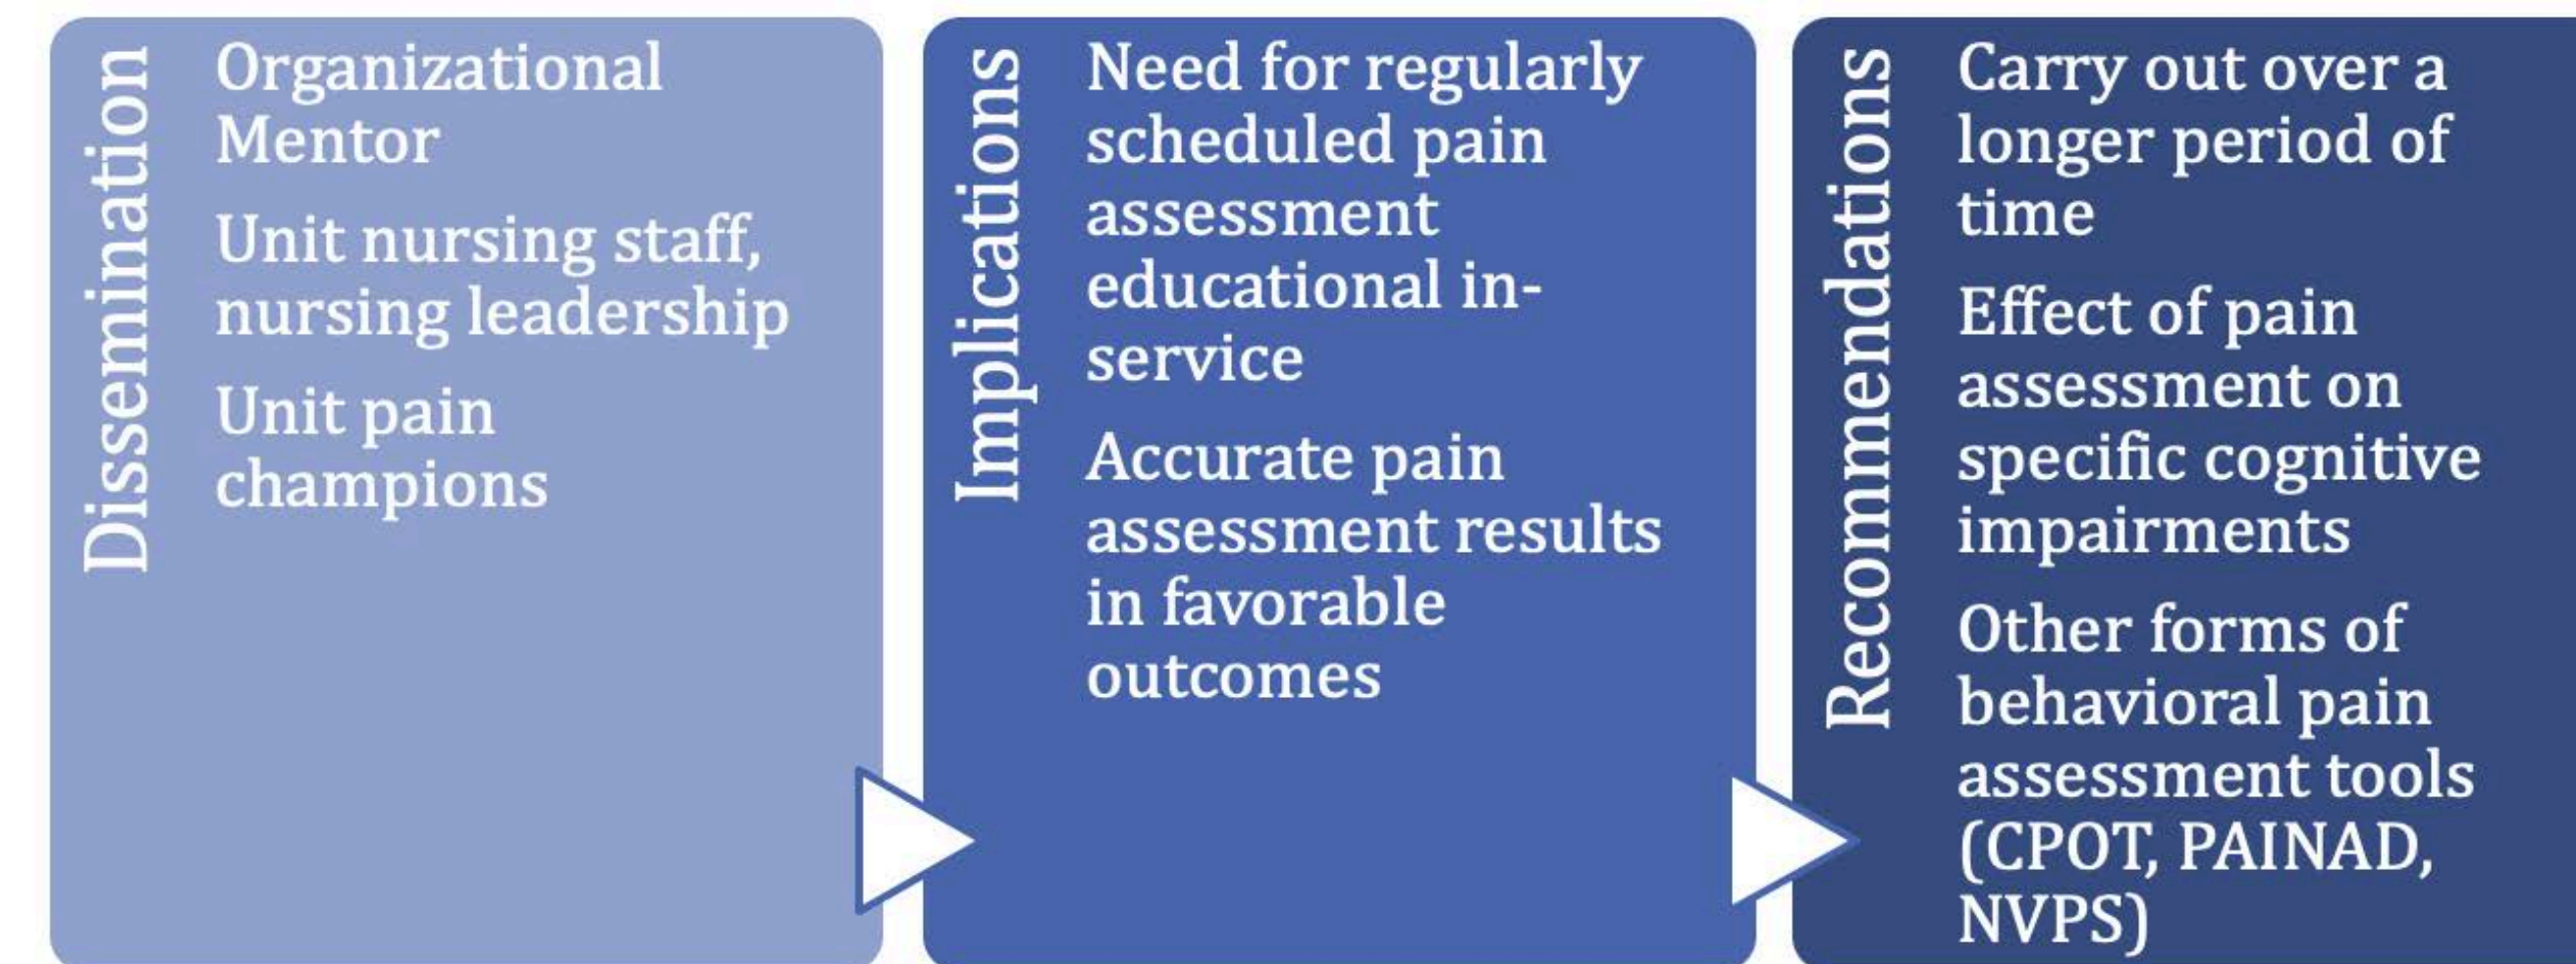 Dissemination
Organizational
Mentor
Unit nursing staff,
nursing leadership
Unit pain
champions
Implications
Need for regularly
scheduled pain
assessment
educational in-
service
Accurate pain
assessment results
in favorable
outcomes
Recommendations
Carry out over a
longer period of
time
Effect of pain
assessment on
specific cognitive
impairments
Other forms of
behavioral pain
assessment tools
(CPOT, PAINAD,
NVPS)